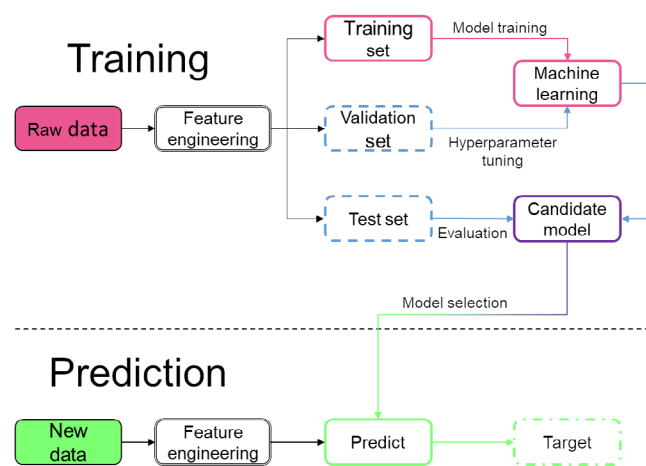 Training
Training
set
Model training
Machine
learning
Raw data
Feature
engineering
Validation
set
Hyperparameter
tuning
Test set
Evaluation
Candidate
model
Model selection
Prediction
New
data
Feature
engineering
Predict
Target